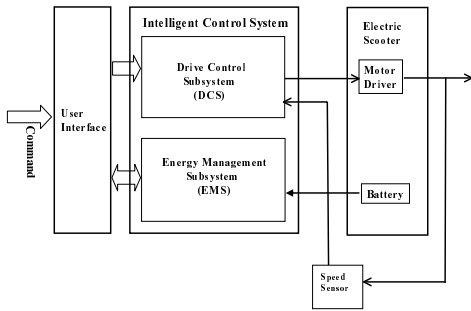 Intelligent Control System
Electric
Scooter
Drive Control
Subsystem
(DCS)
Motor
Driver
User
Interface
Command
Energy Management
Subsystem
(EMS)
Battery
Speed
Sensor